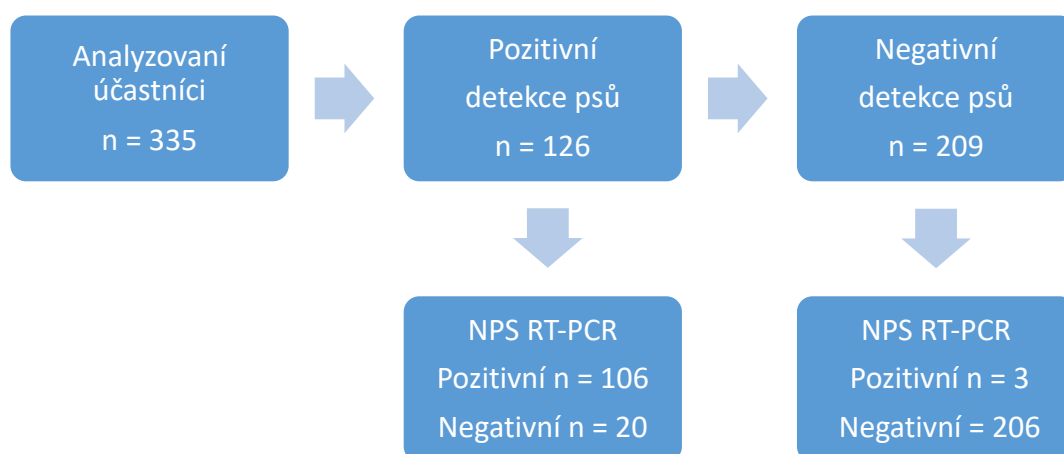 Analyzovaní
účastníci
n = 335
Pozitivní
detekce psů
n = 126
Negativní
detekce psů
n = 209
NPS RT-PCR
Pozitivní n = 106
Negativní n = 20
NPS RT-PCR
Pozitivní n = 3
Negativní = 206